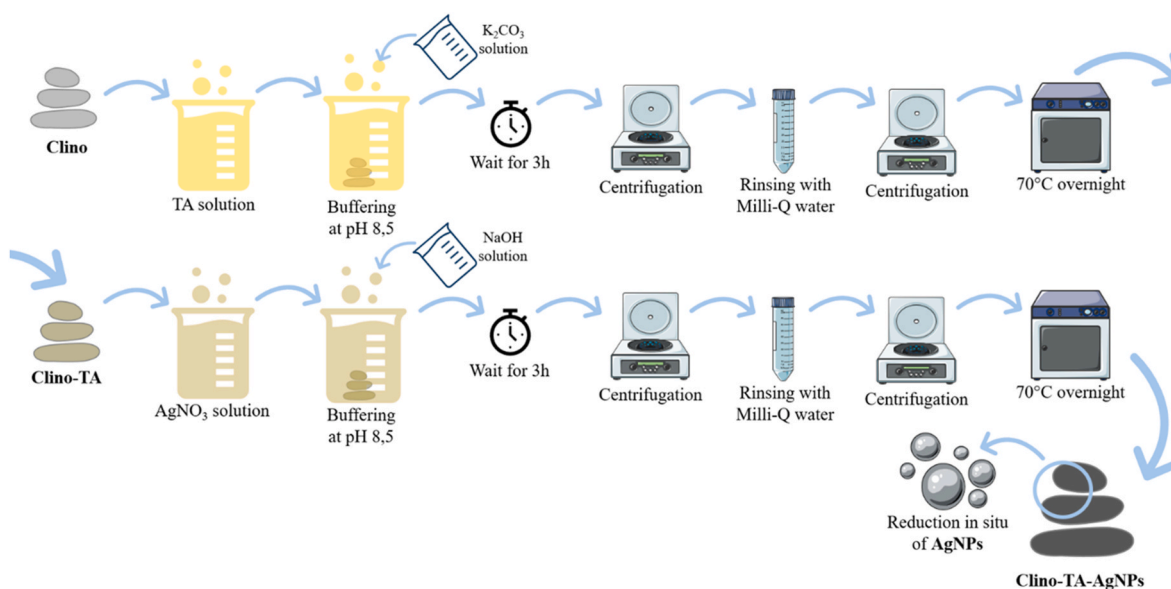 K₂CO₃
solution
Clino
TA solution
Buffering
at pH 8,5
Wait for 3h
Centrifugation
Rinsing with
Milli-Q water
Centrifugation
70°C overnight
NaOH
solution
Clino-TA
AgNO₃ solution
Buffering
at pH 8,5
Wait for 3h
Centrifugation
Rinsing with
Milli-Q water
Centrifugation
70°C overnight
Reduction in situ
of AgNPs
Clino-TA-AgNPs